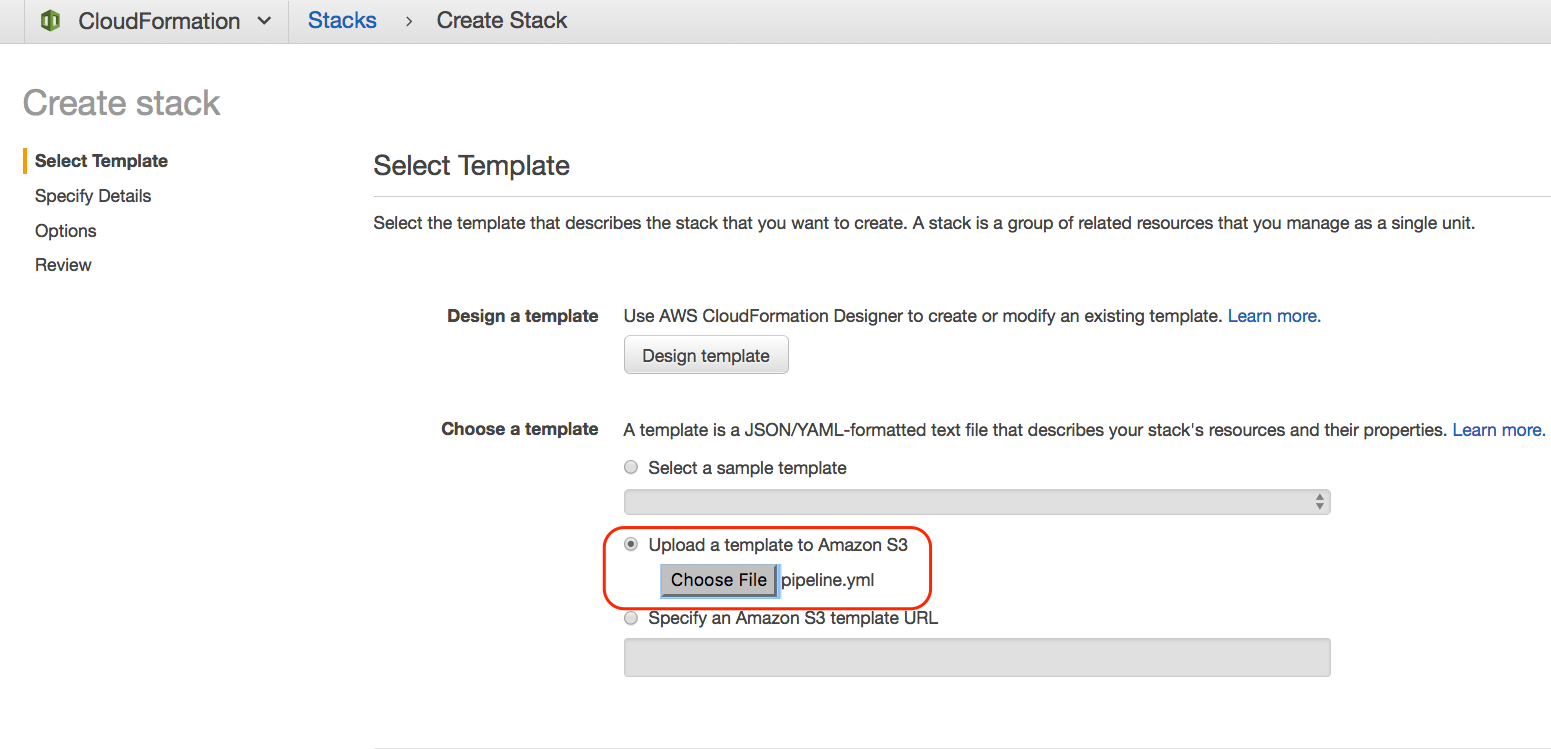 CloudFormation Stacks › Create Stack
Create stack
Select Template
Specify Details
Options
Review
Select Template
Select the template that describes the stack that you want to create. A stack is a group of related resources that you manage as a single unit.
Design a template Use AWS CloudFormation Designer to create or modify an existing template. Learn more.
Design template
Choose a template A template is a JSON/YAML-formatted text file that describes your stack's resources and their properties. Learn more.
Select a sample template
Upload a template to Amazon S3
Choose File pipeline.yml
Specify an Amazon S3 template URL